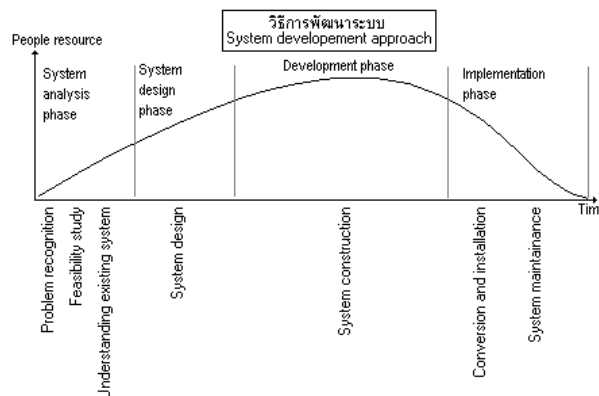 วิธีการพัฒนาระบบ
System developement approach
People resource
System
analysis
phase
System
design
phase
Development phase
Implementation
phase
Tim
Problem recognition
Feasibility study
Understanding existing system
System design
System construction
Conversion and installation
System maintainance